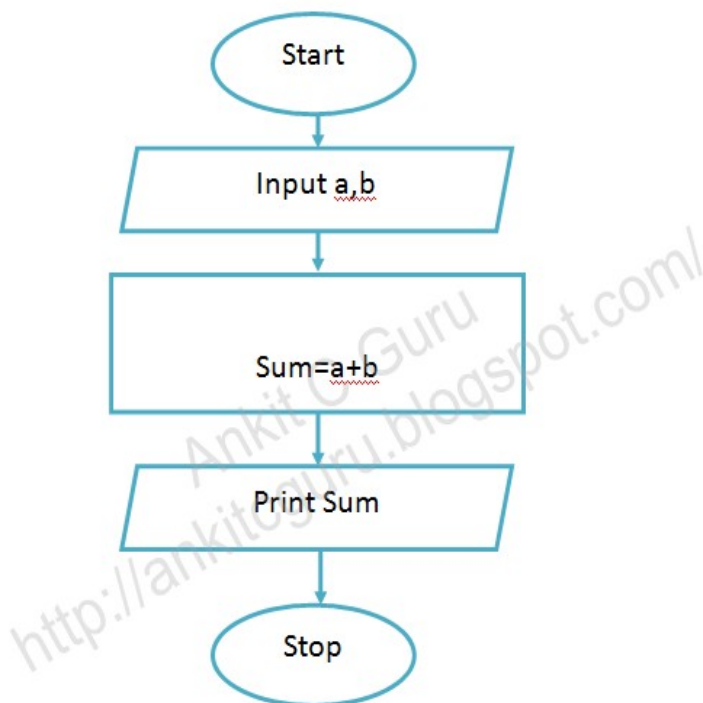 Start
Input a,b
Sum=a+b
Print Sum
Stop
Ankit C Guru
http://ankitcguru.blogspot.com/